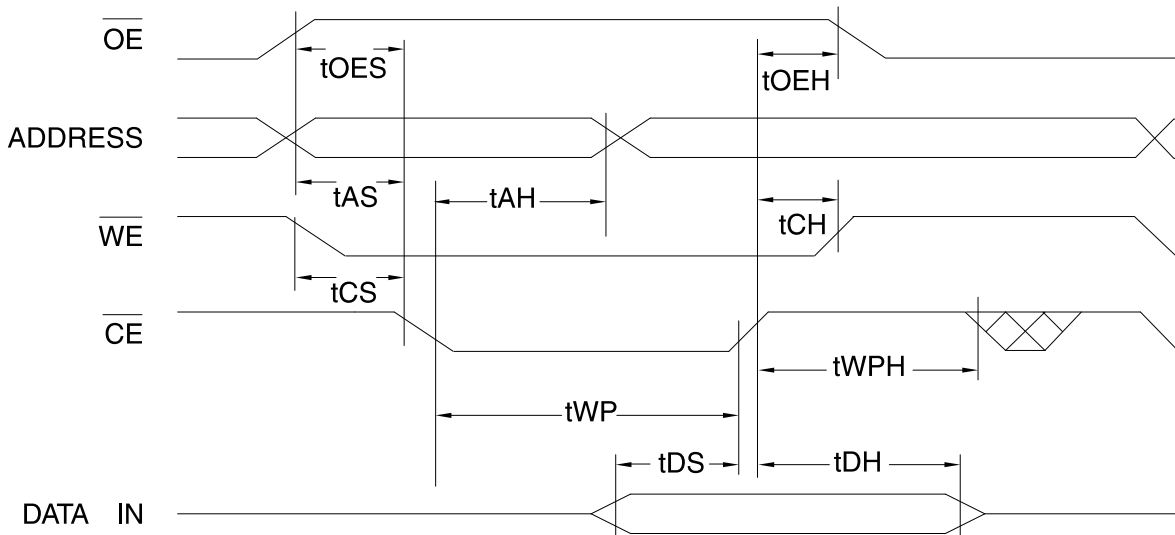 OE
tOES
tOEH
ADDRESS
tAS
tAH
tCH
WE
tCS
CE
tWPH
tWP
tDS
tDH
DATA IN